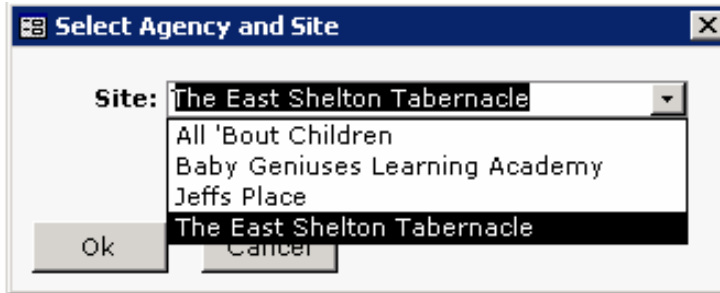 Select Agency and Site
Site: The East Shelton Tabernacle
All 'Bout Children
Baby Geniuses Learning Academy
Jeffs Place
The East Shelton Tabernacle
Ok Cancel